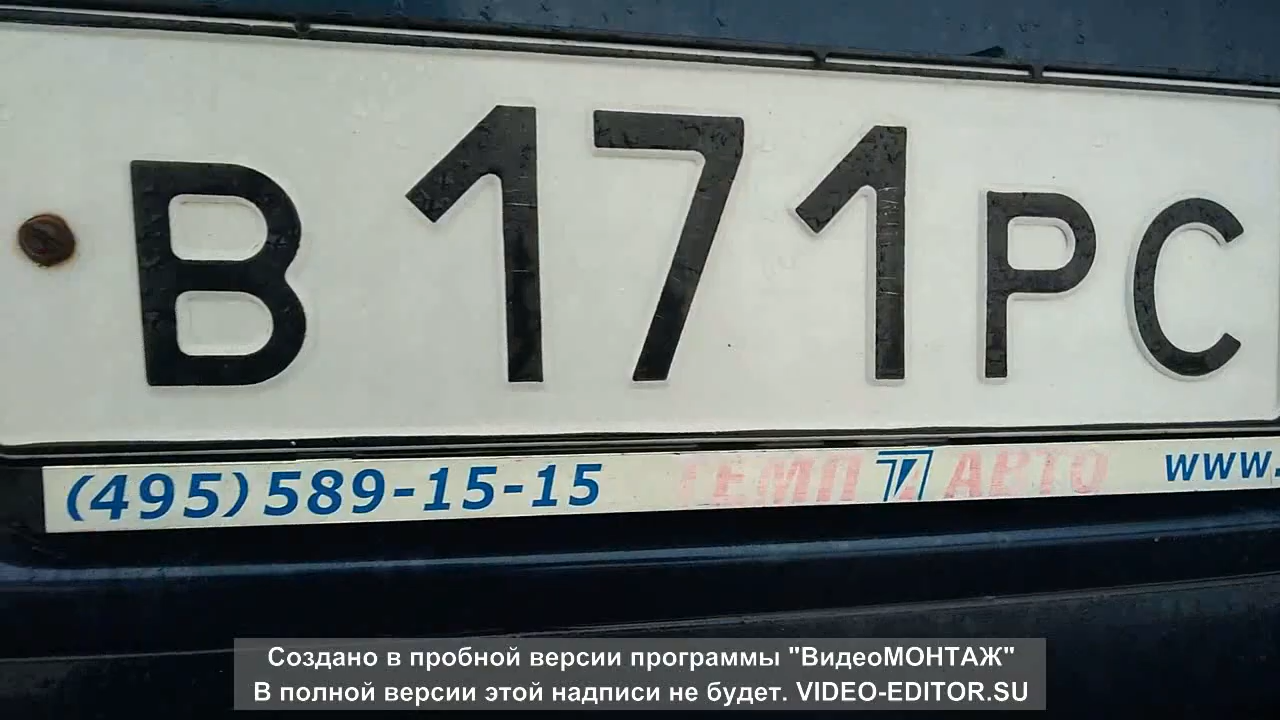 В 171 РС
(495) 589-15-15 ТЕМП АВТО www.
Создано в пробной версии программы "ВидеоМОНТАЖ"
В полной версии этой надписи не будет. VIDEO-EDITOR.SU